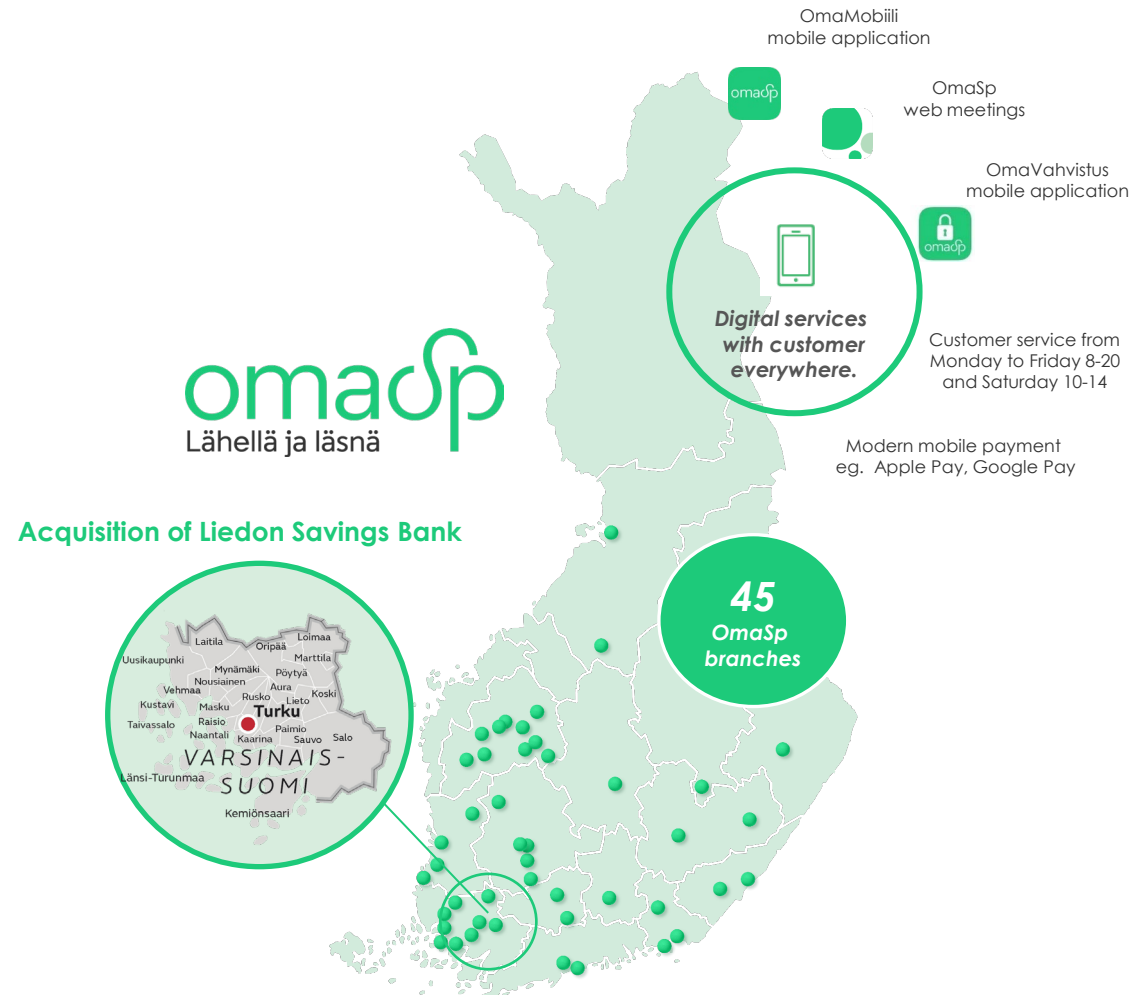 OmaMobiili
mobile application
omaSp
OmaSp
web meetings
OmaVahvistus
mobile application
omaSp
Digital services
with customer
everywhere.
Customer service from
Monday to Friday 8-20
and Saturday 10-14
Modern mobile payment
eg. Apple Pay, Google Pay
omaSp
Lähellä ja läsnä
Acquisition of Liedon Savings Bank
45
OmaSp
branches
Laitila
Oripää
Loimaa
Uusikaupunki
Marttila
Mynämäki
Pöytyä
Nousiainen
Aura
Vehmaa
Rusko
Lieto
Koski
Kustavi
Masku
Turku
Taivassalo
Raisio
Naantali
Paimio
Kaarina
Sauvo
Salo
VARSINAIS-
SUOMI
Länsi-Turunmaa
Kemiönsaari